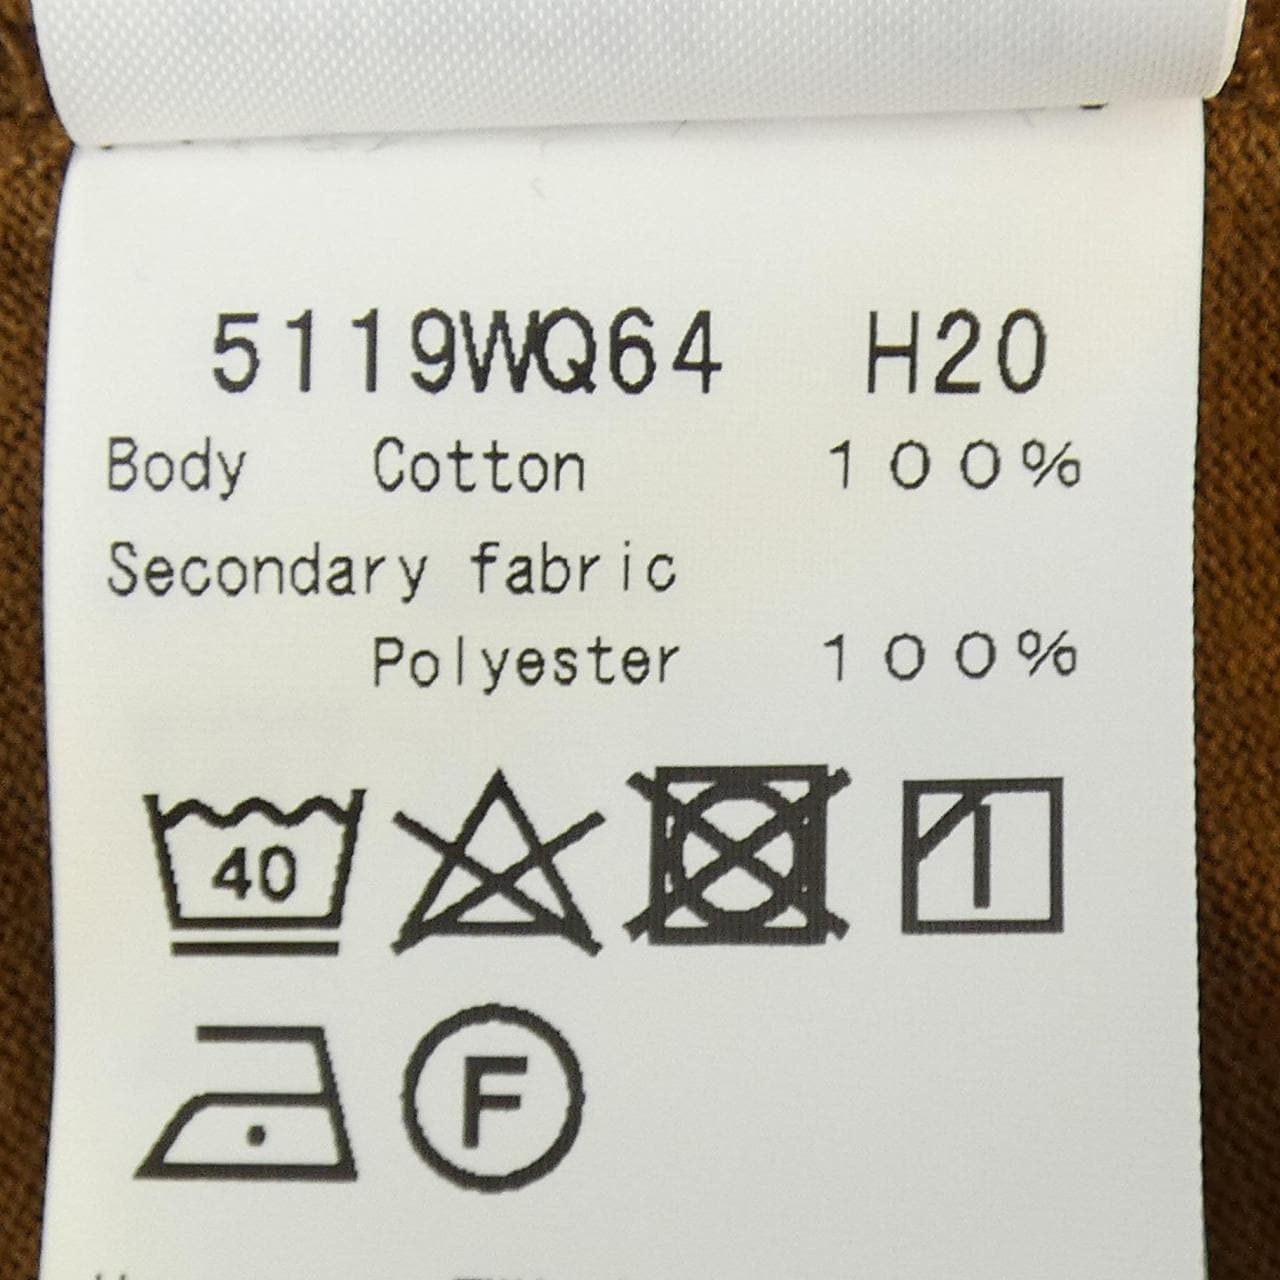 5119WQ64 H20
Body Cotton 100%
Secondary fabric
Polyester 100%
40
F